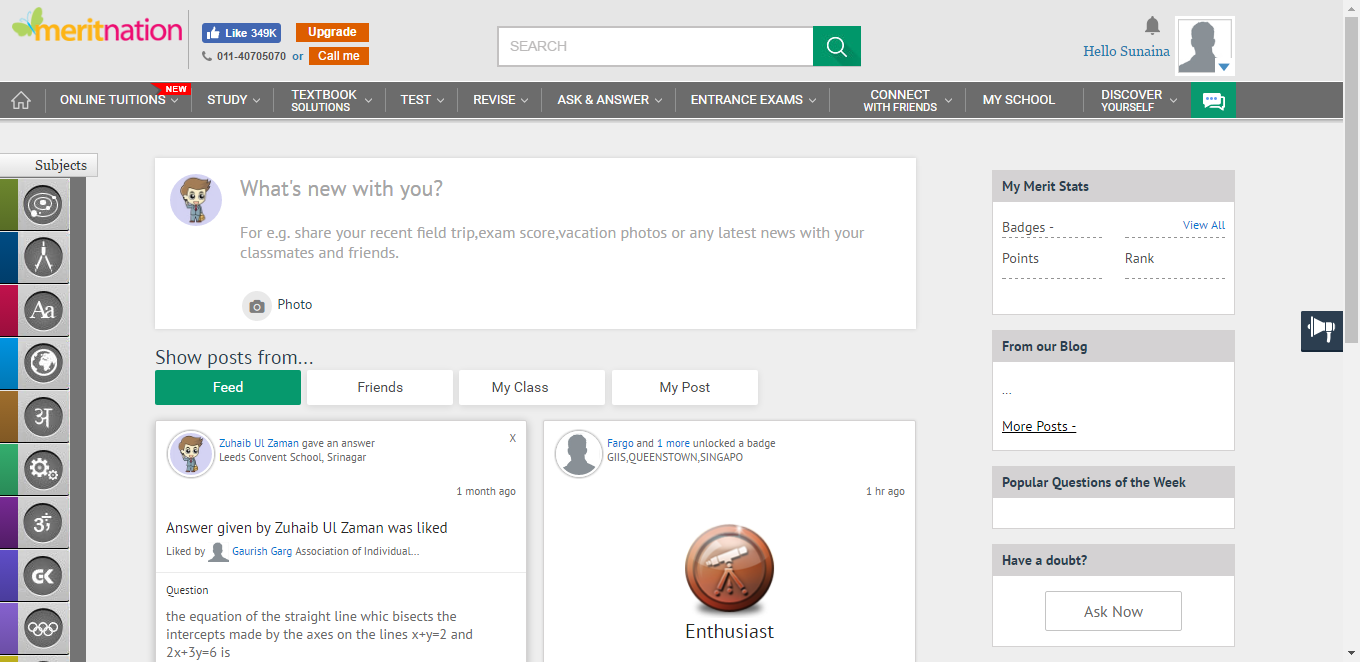 meritnation
Like 349K
Upgrade
011-40705070 or
Call me
SEARCH
Hello Sunaina
NEW
ONLINE TUITIONS
STUDY
TEXTBOOK
SOLUTIONS
TEST
REVISE
ASK & ANSWER
ENTRANCE EXAMS
CONNECT
WITH FRIENDS
MY SCHOOL
DISCOVER
YOURSELF
Subjects
Aa
अ
ॐ
GK
What's new with you?
For e.g. share your recent field trip,exam score,vacation photos or any latest news with your
classmates and friends.
Photo
Show posts from...
Feed
Friends
My Class
My Post
Zuhaib Ul Zaman gave an answer
Leeds Convent School, Srinagar
X
1 month ago
Answer given by Zuhaib Ul Zaman was liked
Liked by Gaurish Garg Association of Individual...
Question
the equation of the straight line whic bisects the
intercepts made by the axes on the lines x+y=2 and
2x+3y=6 is
Fargo and 1 more unlocked a badge
GIIS,QUEENSTOWN,SINGAPO
1 hr ago
Enthusiast
My Merit Stats
Badges -
View All
Points
Rank
From our Blog
...
More Posts -
Popular Questions of the Week
Have a doubt?
Ask Now